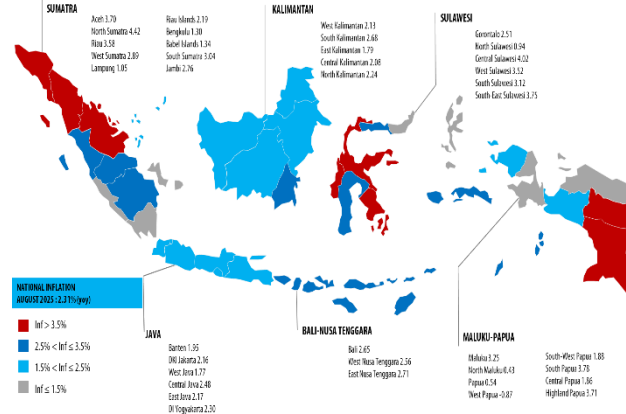 SUMATRA
Aceh 3.70
North Sumatra 4.42
Riau 3.58
West Sumatra 2.89
Lampung 1.05
Riau Islands 2.19
Bengkulu 1.30
Babel Islands 1.34
South Sumatra 3.04
Jambi 2.76
KALIMANTAN
West Kalimantan 2.13
South Kalimantan 2.68
East Kalimantan 1.79
Central Kalimantan 2.08
North Kalimantan 2.24
SULAWESI
Gorontalo 2.51
North Sulawesi 0.94
Central Sulawesi 4.02
West Sulawesi 3.52
South Sulawesi 3.12
South-East Sulawesi 3.75
NATIONAL INFLATION
AUGUST 2025 : 2.31% (yoy)
Inf > 3.5%
2.5% < Inf ≤ 3.5%
1.5% < Inf ≤ 2.5%
Inf ≤ 1.5%
JAVA
Banten 1.95
DKI Jakarta 2.16
West Java 1.77
Central Java 2.48
East Java 2.17
DI Yogyakarta 2.30
BALI-NUSA TENGGARA
Bali 2.65
West Nusa Tenggara 2.56
East Nusa Tenggara 2.71
MALUKU-PAPUA
Maluku 3.25
North Maluku 0.43
Papua 0.54
West Papua -0.87
South-West Papua 1.88
South Papua 3.78
Central Papua 1.86
Highland Papua 3.71